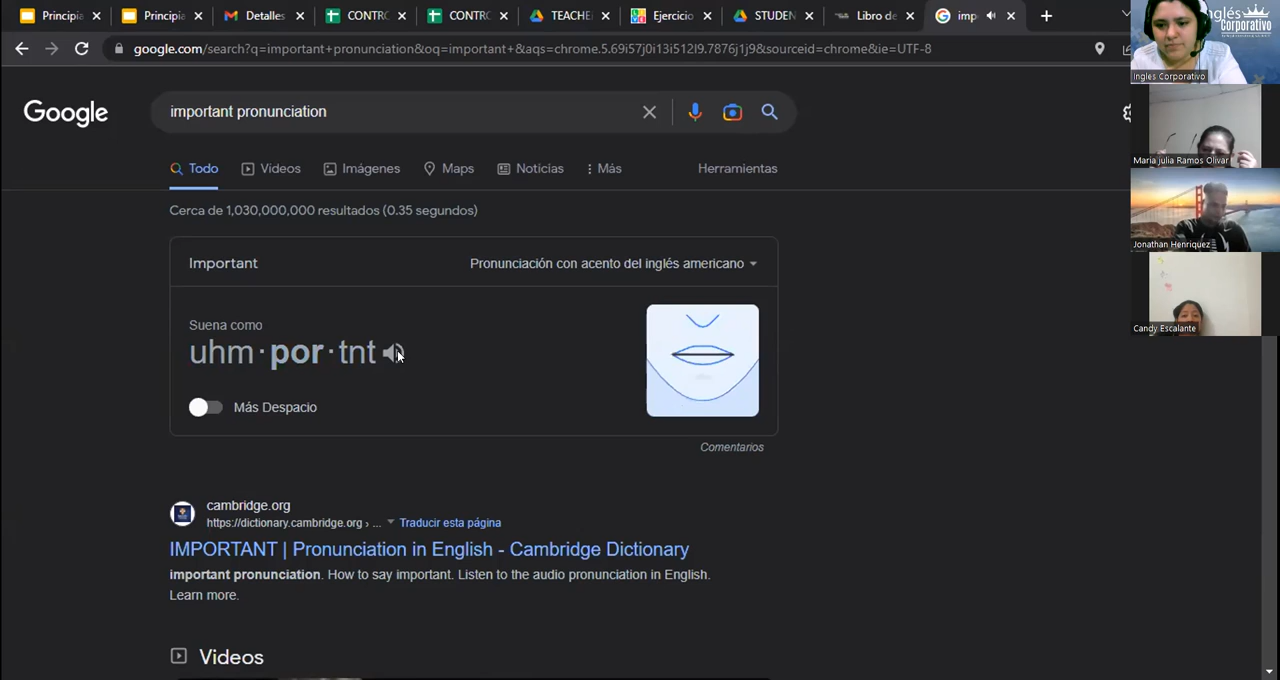 Principia
Principia
Detalles
CONTRO
CONTRO
TEACHE
Ejercicio
STUDEN
Libro de
imp
google.com/search?q=important+pronunciation&oq=important+&aqs=chrome.5.69i57j0i13i512l9.7876j1j9&sourceid=chrome&ie=UTF-8
Inglés
Corporativo
Ingles Corporativo
Google
important pronunciation
Todo
Vídeos
Imágenes
Maps
Noticias
Más
Herramientas
Maria julia Ramos Olivar
Cerca de 1,030,000,000 resultados (0.35 segundos)
Jonathan Henriquez
Important
Pronunciación con acento del inglés americano
Suena como
uhm · por · tnt
Candy Escalante
Más Despacio
Comentarios
cambridge.org
https://dictionary.cambridge.org › ...
Traducir esta página
IMPORTANT | Pronunciation in English - Cambridge Dictionary
important pronunciation. How to say important. Listen to the audio pronunciation in English.
Learn more.
Videos